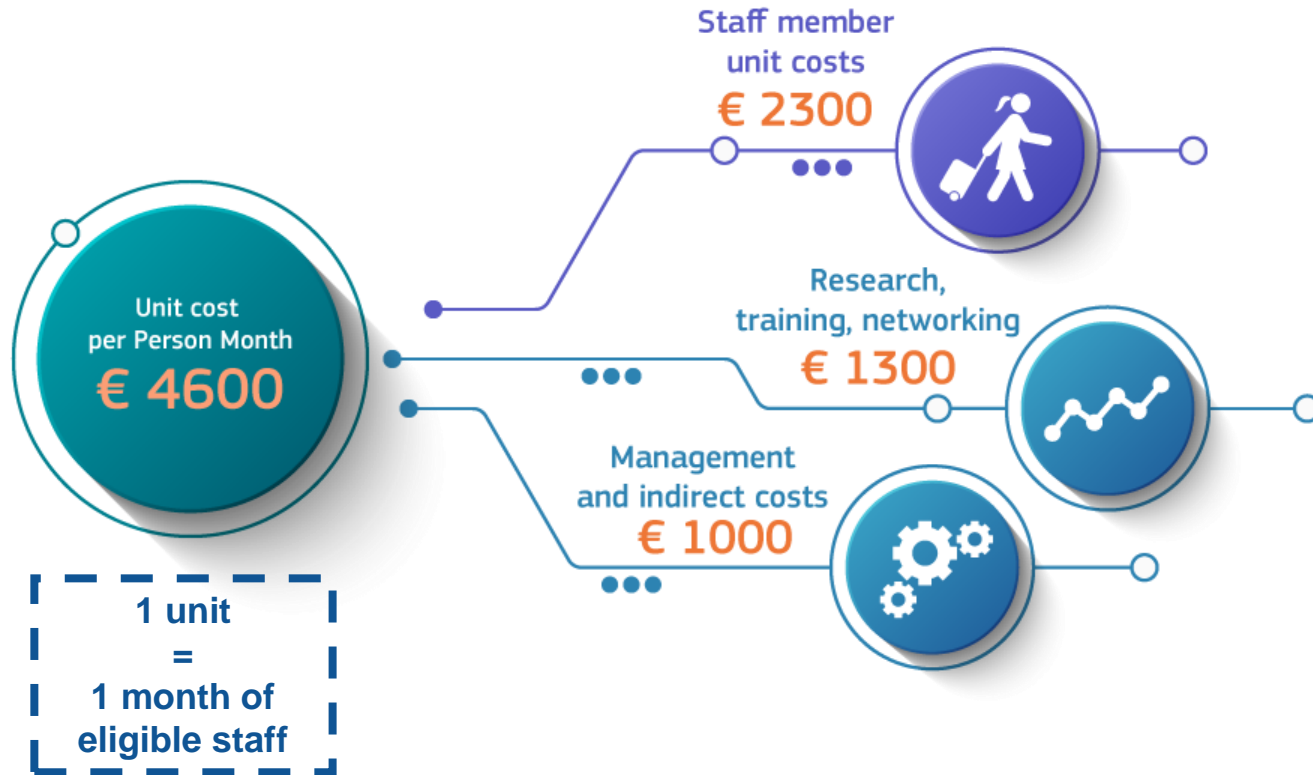 Staff member
unit costs
€ 2300
Unit cost
per Person Month
€ 4600
Research,
training, networking
€ 1300
Management
and indirect costs
€ 1000
1 unit
=
1 month of
eligible staff